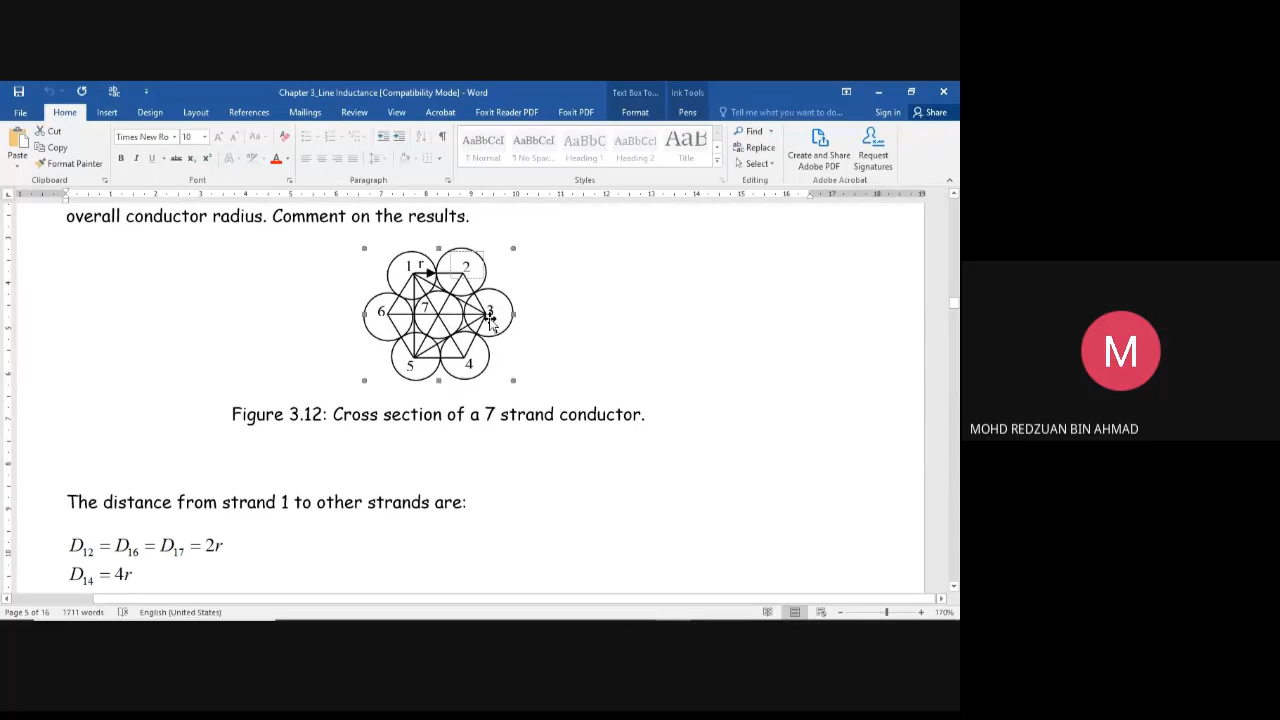 Chapter 3_Line Inductance [Compatibility Mode] - Word
Text Box To... Ink Tools
File Home Insert Design Layout References Mailings Review View Acrobat Foxit Reader PDF Foxit PDF Format Pens Tell me what you want to do... Sign in Share
Paste Cut Copy Format Painter
Clipboard
Times New Ro 10
Font
Paragraph
AaBbCcI AaBbCcI AaBbC AaBbCcI AaB
¶ Normal ¶ No Spac... Heading 1 Heading 2 Title
Styles
Find
Replace
Select
Editing
Create and Share Adobe PDF
Request Signatures
Adobe Acrobat
overall conductor radius. Comment on the results.
1 r 2
6 7 3
5 4
Figure 3.12: Cross section of a 7 strand conductor.
The distance from strand 1 to other strands are:
D12 = D16 = D17 = 2r
D14 = 4r
Page 5 of 16 1711 words English (United States) 170%
M
MOHD REDZUAN BIN AHMAD